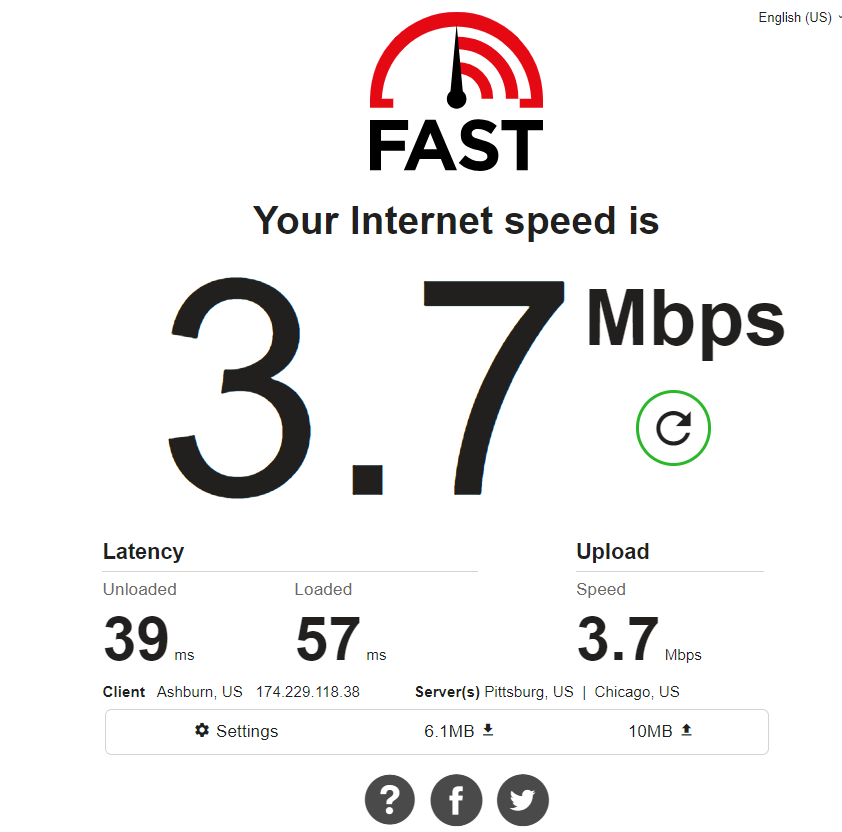 English (US)
FAST
Your Internet speed is
3.7 Mbps
Latency
Upload
Unloaded
Loaded
Speed
39 ms
57 ms
3.7 Mbps
Client Ashburn, US 174.229.118.38 Server(s) Pittsburg, US | Chicago, US
Settings 6.1MB 10MB
?
f